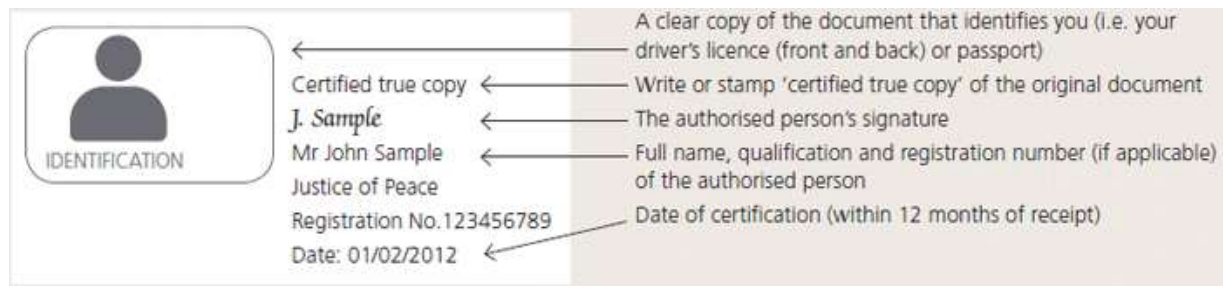 IDENTIFICATION
Certified true copy
J. Sample
Mr John Sample
Justice of Peace
Registration No.123456789
Date: 01/02/2012
A clear copy of the document that identifies you (i.e. your
driver's licence (front and back) or passport)
Write or stamp 'certified true copy' of the original document
The authorised person's signature
Full name, qualification and registration number (if applicable)
of the authorised person
Date of certification (within 12 months of receipt)